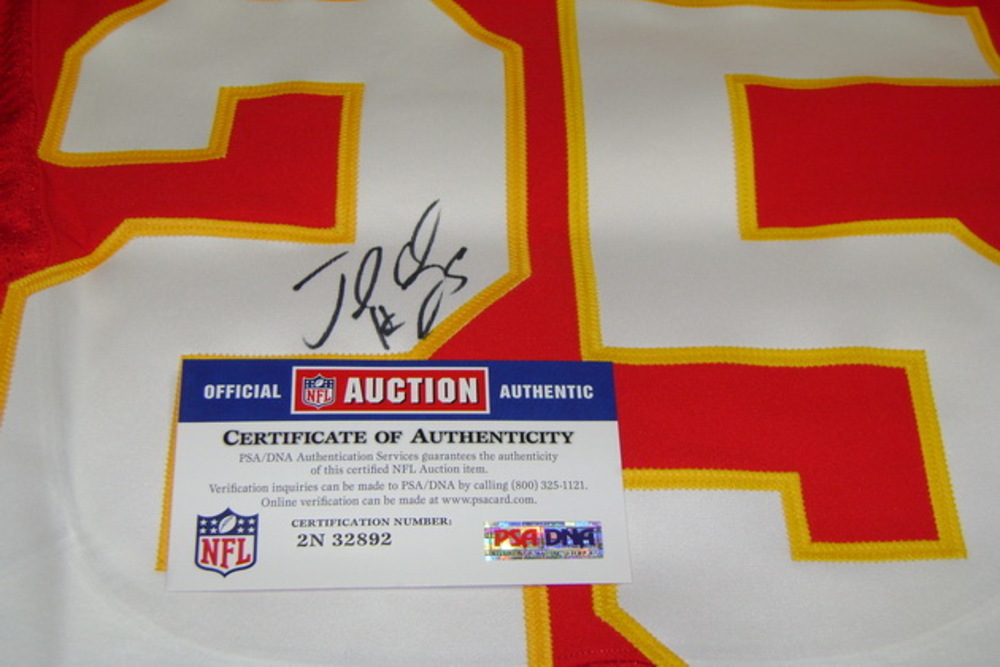 25
OFFICIAL NFL AUCTION AUTHENTIC
CERTIFICATE OF AUTHENTICITY
PSA/DNA Authentication Services guarantees the authenticity
of this certified NFL Auction item.
Verification inquiries can be made to PSA/DNA by calling (800) 325-1121.
Online verification can be made at www.psacard.com.
NFL
CERTIFICATION NUMBER:
2N 32892
PSA DNA